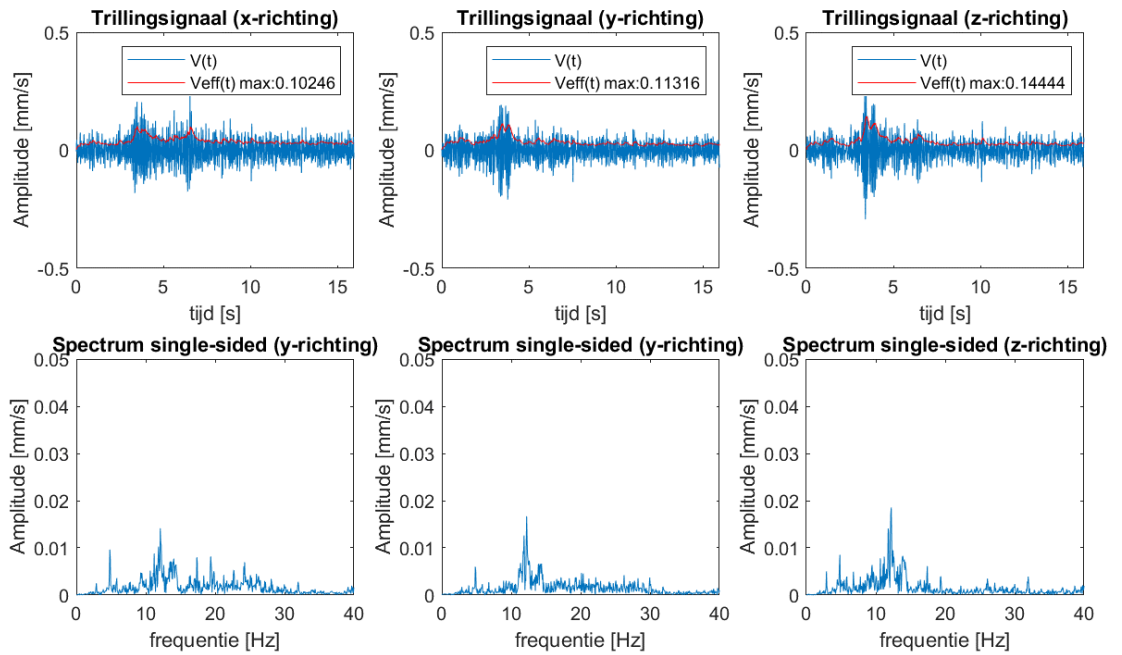 Trillingsignaal (x-richting)
0.5
0
-0.5
Amplitude [mm/s]
V(t)
Veff(t) max:0.10246
0 5 10 15
tijd [s]
Trillingsignaal (y-richting)
0.5
0
-0.5
Amplitude [mm/s]
V(t)
Veff(t) max:0.11316
0 5 10 15
tijd [s]
Trillingsignaal (z-richting)
0.5
0
-0.5
Amplitude [mm/s]
V(t)
Veff(t) max:0.14444
0 5 10 15
tijd [s]
Spectrum single-sided (y-richting)
0.05
0.04
0.03
0.02
0.01
0
Amplitude [mm/s]
0 10 20 30 40
frequentie [Hz]
Spectrum single-sided (y-richting)
0.05
0.04
0.03
0.02
0.01
0
Amplitude [mm/s]
0 10 20 30 40
frequentie [Hz]
Spectrum single-sided (z-richting)
0.05
0.04
0.03
0.02
0.01
0
Amplitude [mm/s]
0 10 20 30 40
frequentie [Hz]